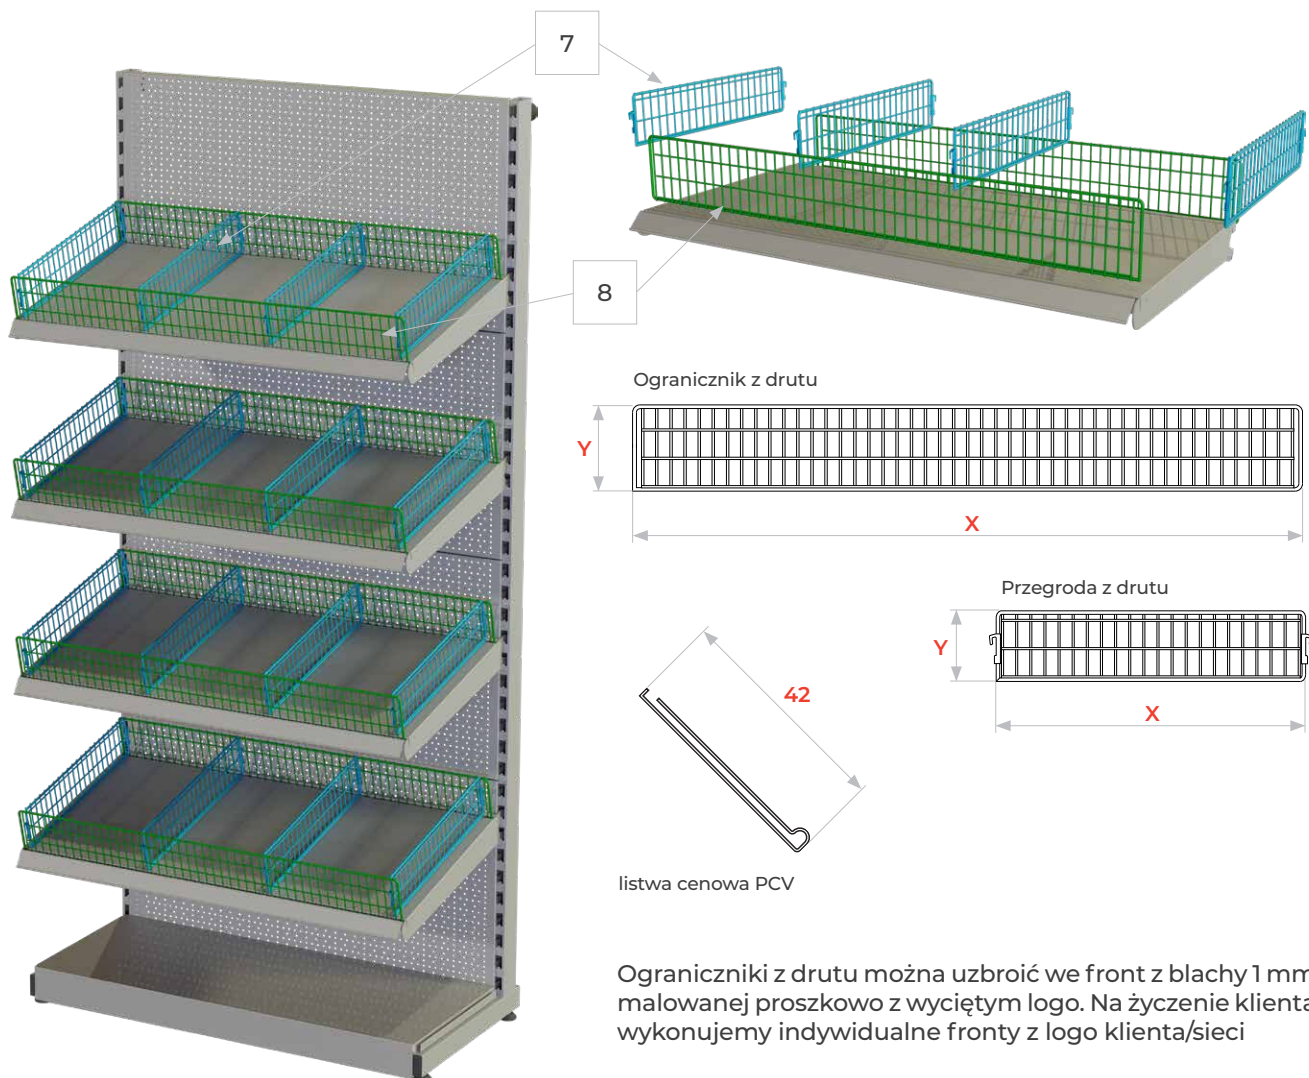 7
8
Ogranicznik z drutu
Y
X
Przegroda z drutu
Y
X
42
listwa cenowa PCV
Ograniczniki z drutu można uzbroić we front z blachy 1 mm
malowanej proszkowo z wyciętym logo. Na życzenie klienta
wykonujemy indywidualne fronty z logo klienta/sieci